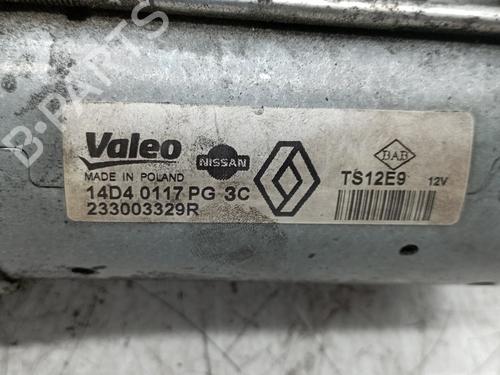 B-PARTS
Valeo
NISSAN
BAB
MADE IN POLAND
TS12E9 12V
14D4 0117 PG 3C
233003329R